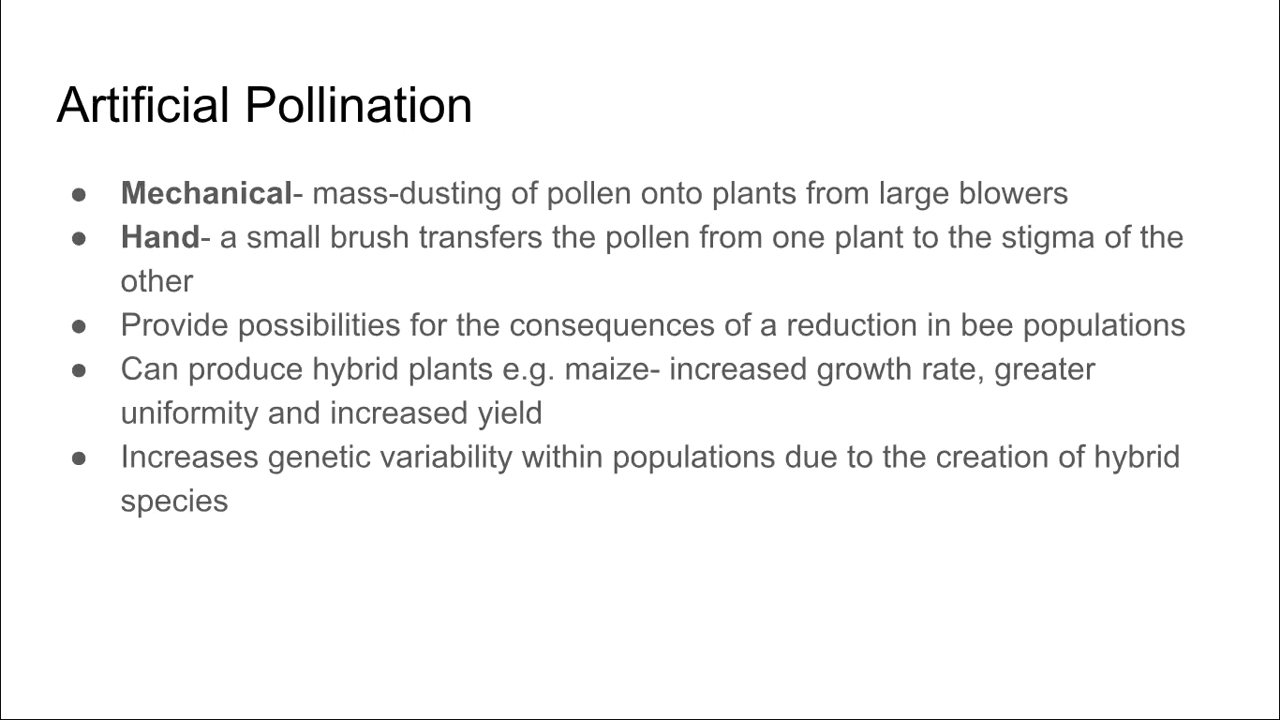 Artificial Pollination
● Mechanical- mass-dusting of pollen onto plants from large blowers
● Hand- a small brush transfers the pollen from one plant to the stigma of the
other
● Provide possibilities for the consequences of a reduction in bee populations
● Can produce hybrid plants e.g. maize- increased growth rate, greater
uniformity and increased yield
● Increases genetic variability within populations due to the creation of hybrid
species